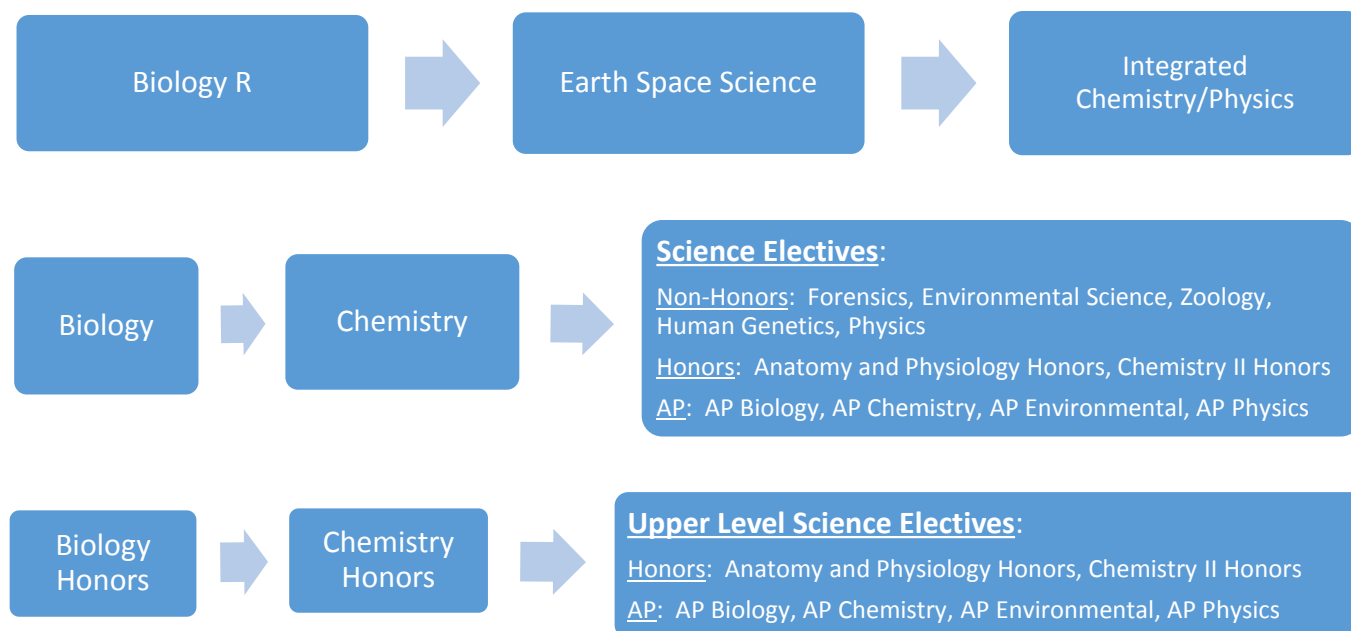 Biology R
Earth Space Science
Integrated
Chemistry/Physics
Biology
Chemistry
Science Electives:
Non-Honors: Forensics, Environmental Science, Zoology,
Human Genetics, Physics
Honors: Anatomy and Physiology Honors, Chemistry II Honors
AP: AP Biology, AP Chemistry, AP Environmental, AP Physics
Biology
Honors
Chemistry
Honors
Upper Level Science Electives:
Honors: Anatomy and Physiology Honors, Chemistry II Honors
AP: AP Biology, AP Chemistry, AP Environmental, AP Physics